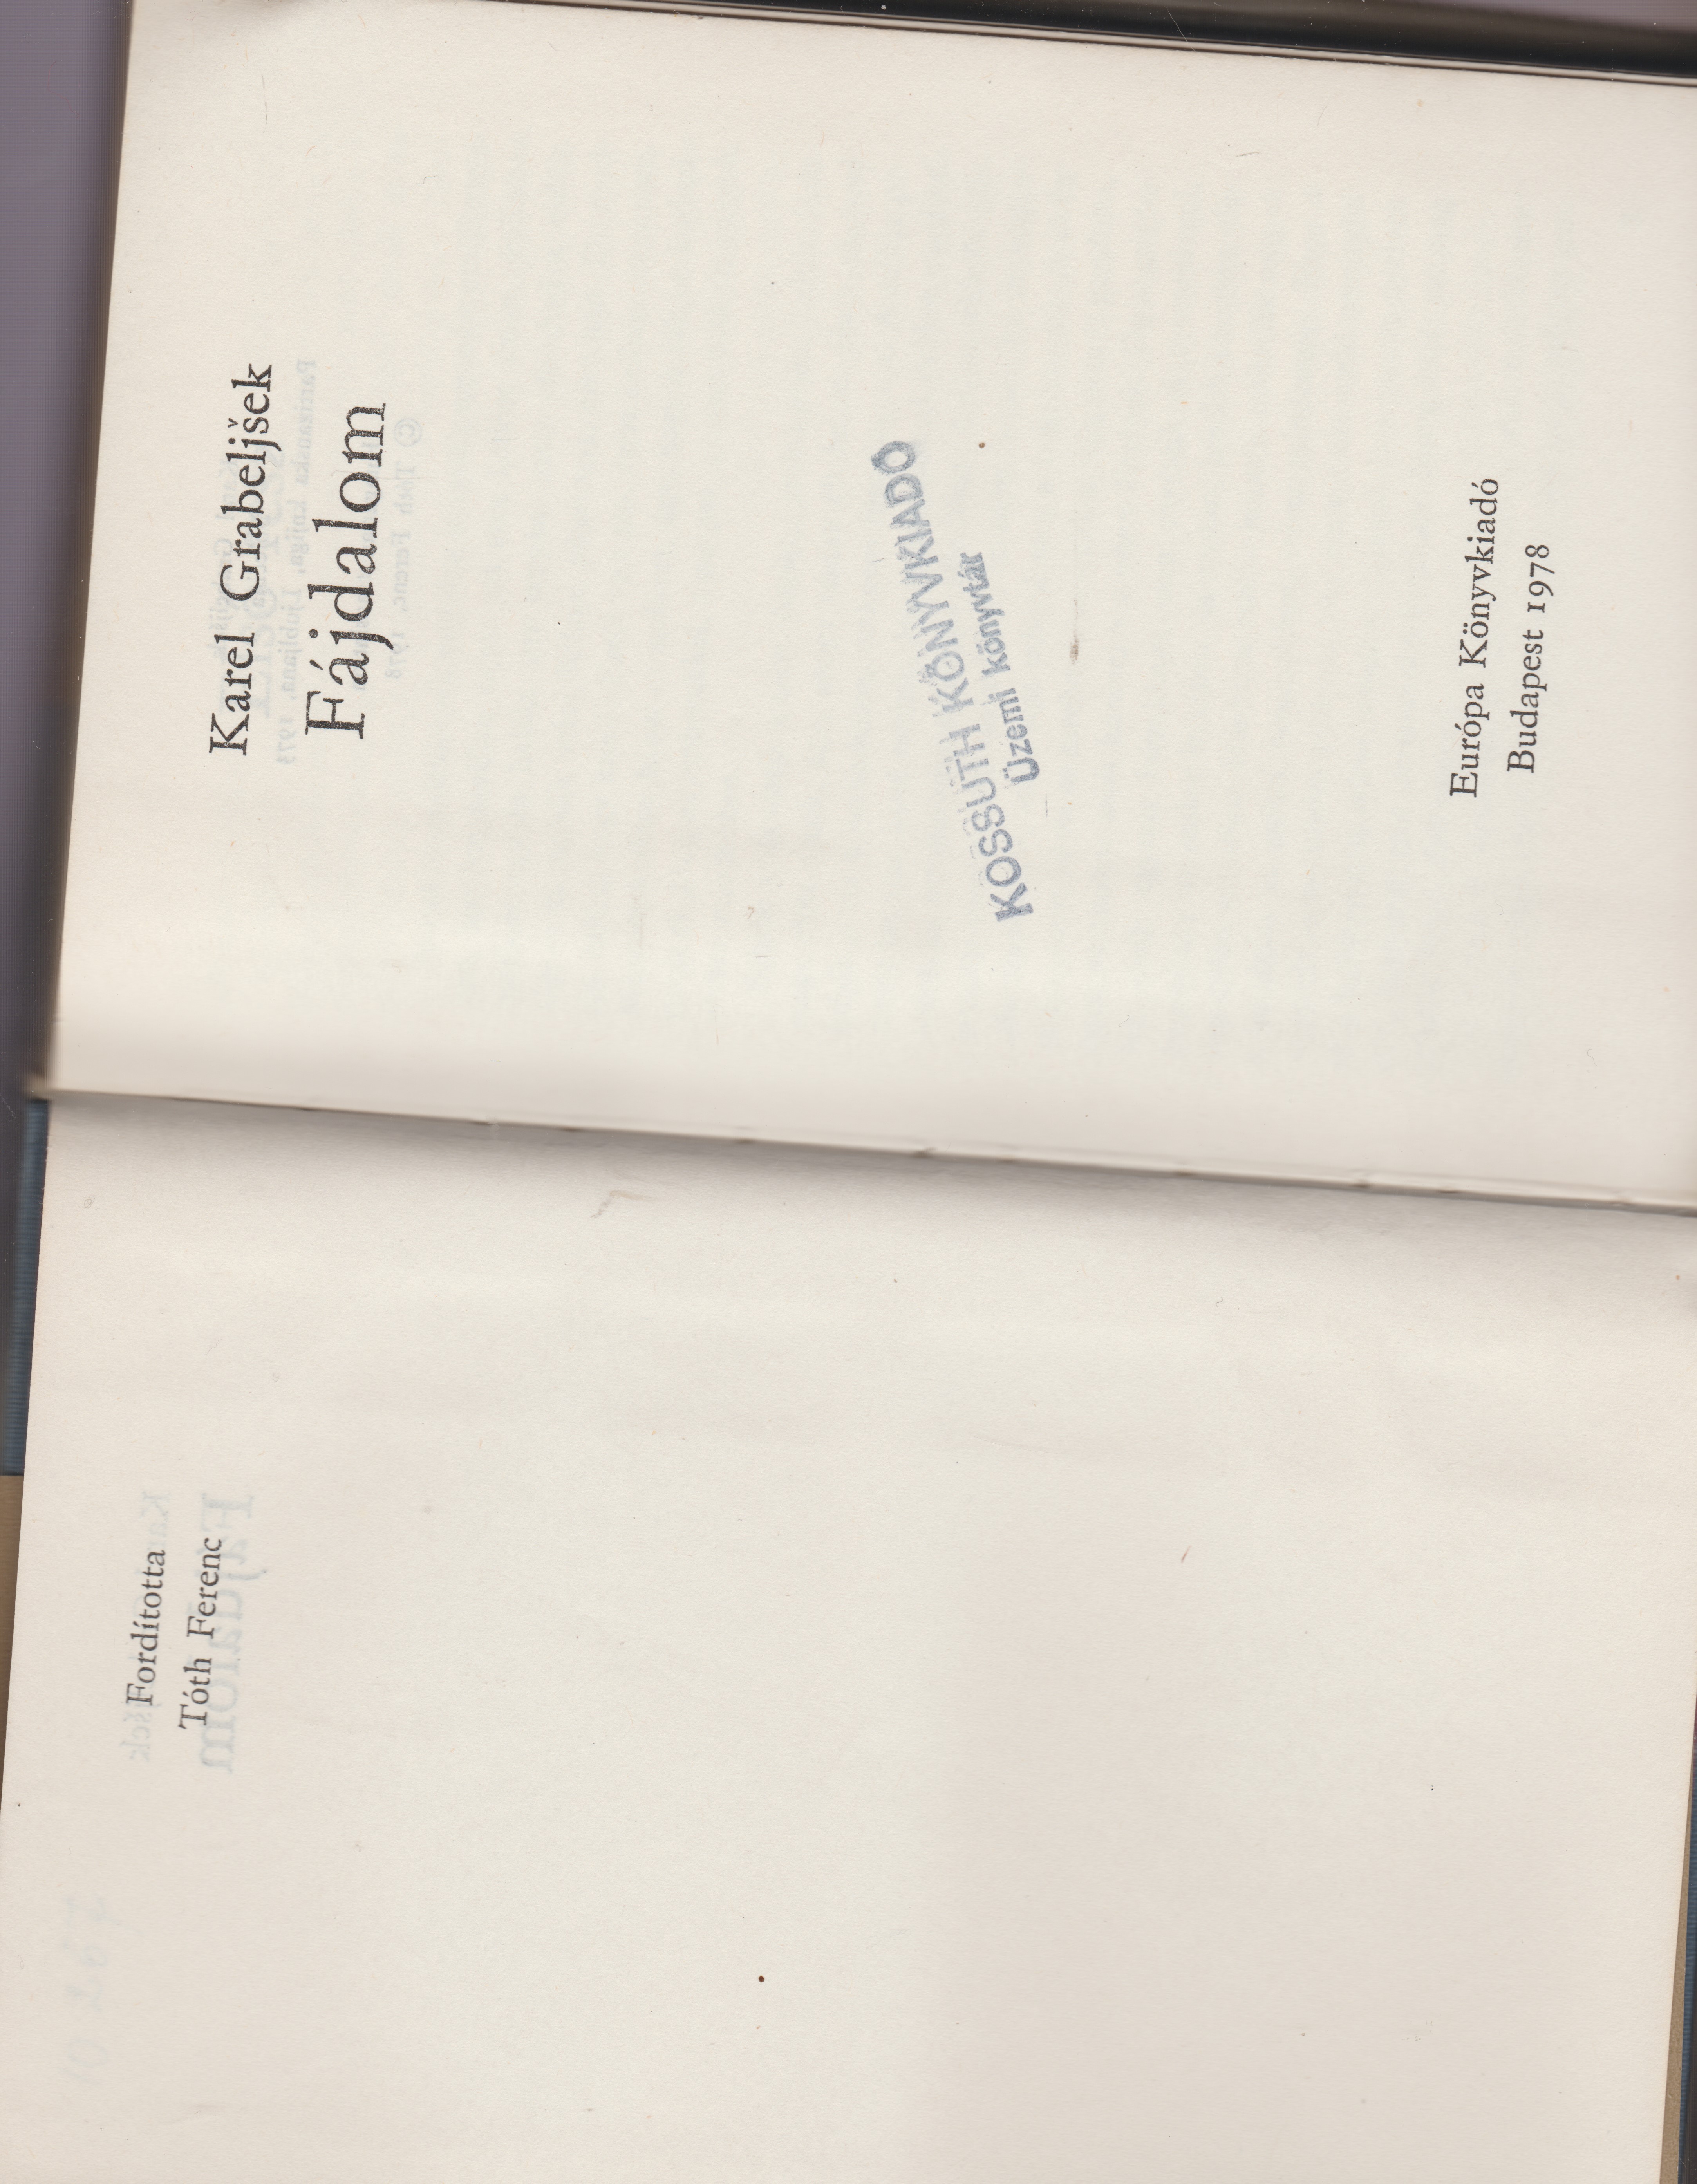 Fordította
Tóth Ferenc
Karel Grabeljšek
Fájdalom
KOSSUTH KÖNYVKIADÓ
Üzemi könyvtár
Európa Könyvkiadó
Budapest 1978